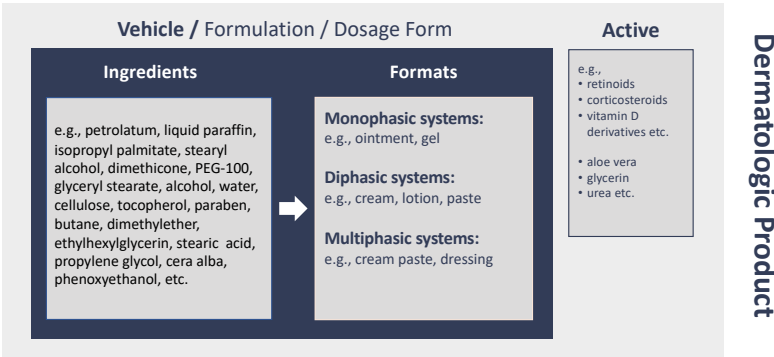 Vehicle / Formulation / Dosage Form
Ingredients
e.g., petrolatum, liquid paraffin,
isopropyl palmitate, stearyl
alcohol, dimethicone, PEG-100,
glyceryl stearate, alcohol, water,
cellulose, tocopherol, paraben,
butane, dimethylether,
ethylhexylglycerin, stearic acid,
propylene glycol, cera alba,
phenoxyethanol, etc.
Formats
Monophasic systems:
e.g., ointment, gel
Diphasic systems:
e.g., cream, lotion, paste
Multiphasic systems:
e.g., cream paste, dressing
Active
e.g.,
• retinoids
• corticosteroids
• vitamin D
derivatives etc.
• aloe vera
• glycerin
• urea etc.
Dermatologic Product